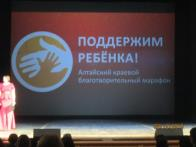 ПОДДЕРЖИМ
РЕБЁНКА!
Алтайский краевой
благотворительный марафон